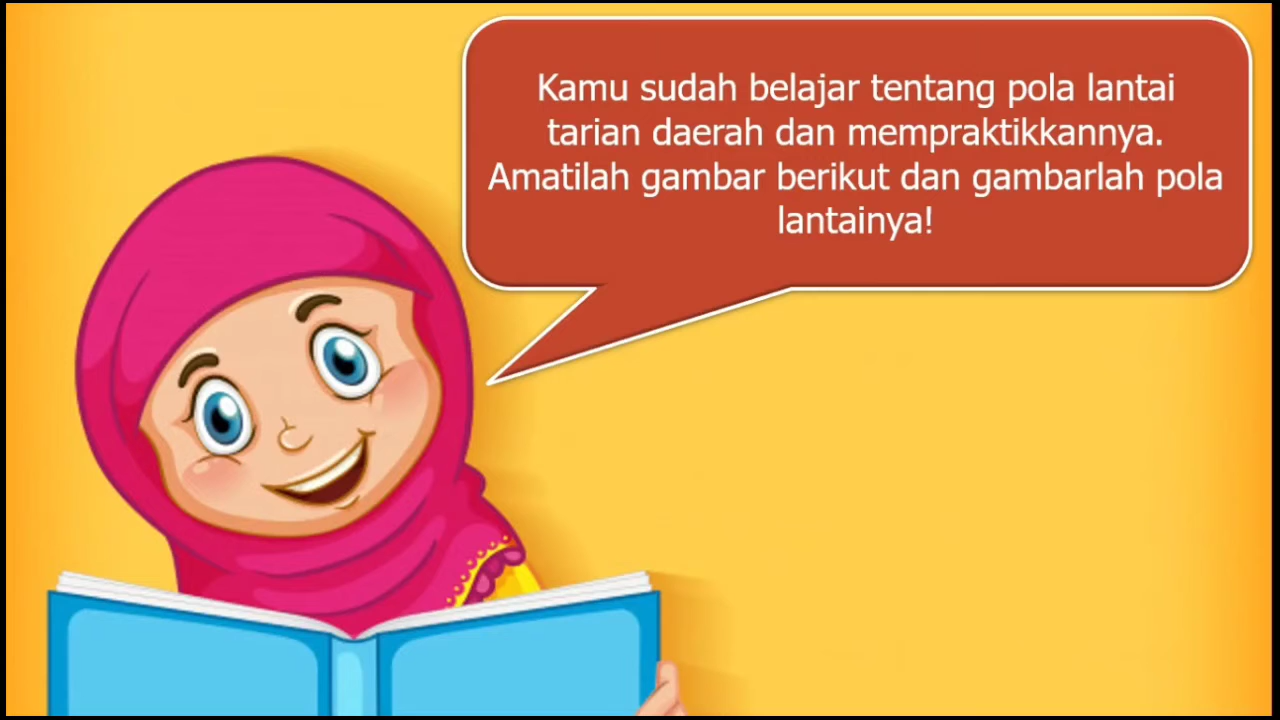 Kamu sudah belajar tentang pola lantai
tarian daerah dan mempraktikkannya.
Amatilah gambar berikut dan gambarlah pola
lantainya!